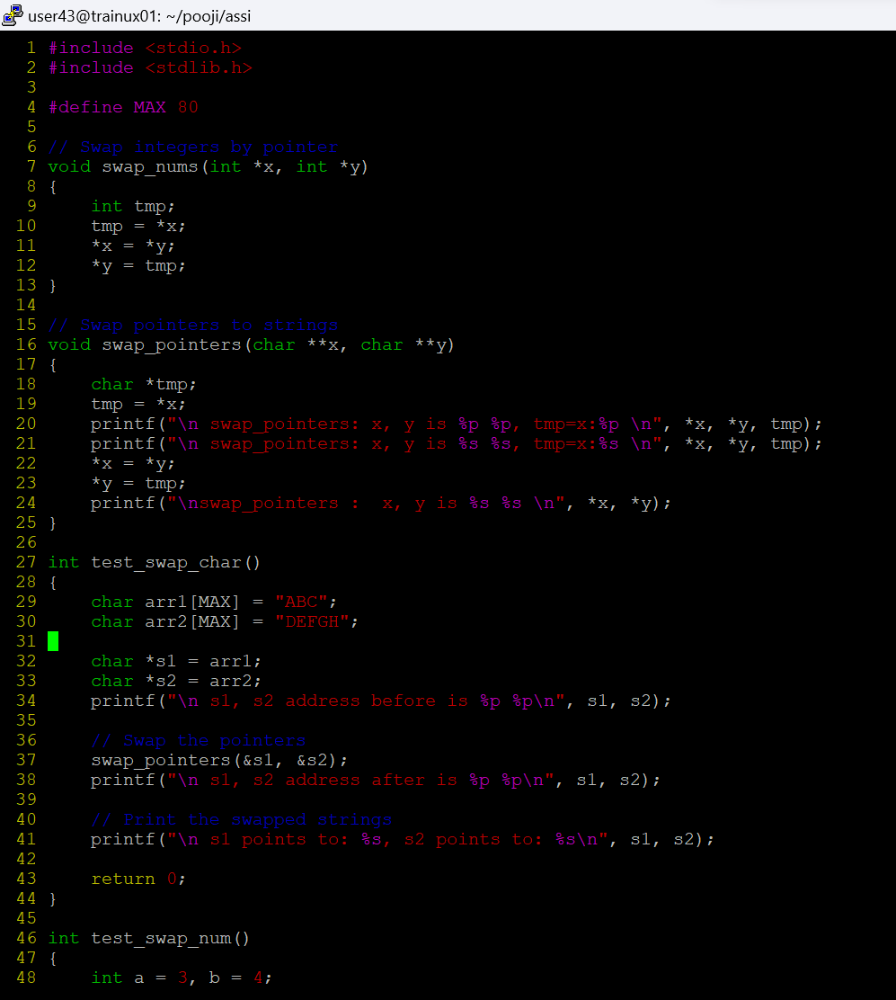 user43@trainux01: ~/pooji/assi
1 #include <stdio.h>
2 #include <stdlib.h>
3
4 #define MAX 80
5
6 // Swap integers by pointer
7 void swap_nums(int *x, int *y)
8 {
9     int tmp;
10     tmp = *x;
11     *x = *y;
12     *y = tmp;
13 }
14
15 // Swap pointers to strings
16 void swap_pointers(char **x, char **y)
17 {
18     char *tmp;
19     tmp = *x;
20     printf("\n swap_pointers: x, y is %p %p, tmp=x:%p \n", *x, *y, tmp);
21     printf("\n swap_pointers: x, y is %s %s, tmp=x:%s \n", *x, *y, tmp);
22     *x = *y;
23     *y = tmp;
24     printf("\nswap_pointers :  x, y is %s %s \n", *x, *y);
25 }
26
27 int test_swap_char()
28 {
29     char arr1[MAX] = "ABC";
30     char arr2[MAX] = "DEFGH";
31
32     char *s1 = arr1;
33     char *s2 = arr2;
34     printf("\n s1, s2 address before is %p %p\n", s1, s2);
35
36     // Swap the pointers
37     swap_pointers(&s1, &s2);
38     printf("\n s1, s2 address after is %p %p\n", s1, s2);
39
40     // Print the swapped strings
41     printf("\n s1 points to: %s, s2 points to: %s\n", s1, s2);
42
43     return 0;
44 }
45
46 int test_swap_num()
47 {
48     int a = 3, b = 4;